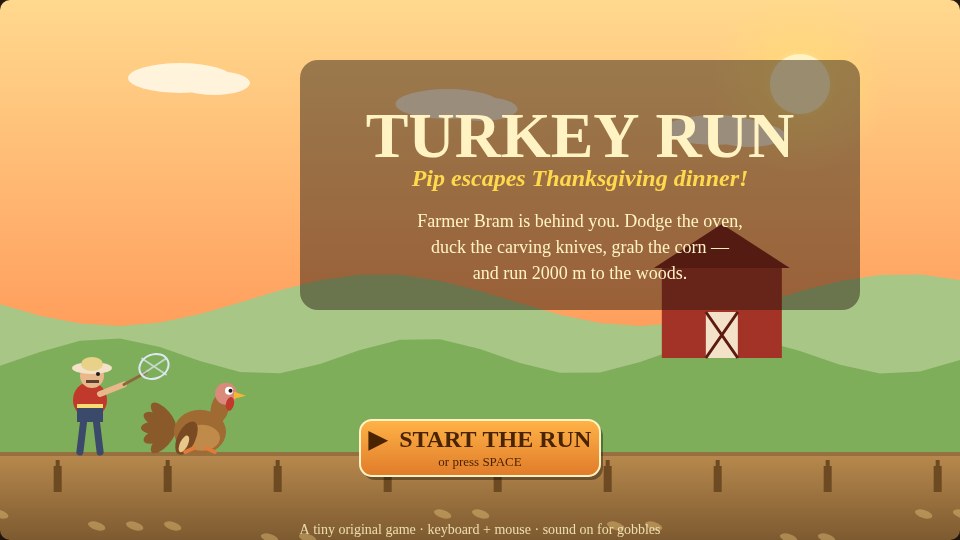 TURKEY RUN
Pip escapes Thanksgiving dinner!
Farmer Bram is behind you. Dodge the oven,
duck the carving knives, grab the corn —
and run 2000 m to the woods.
▶ START THE RUN
or press SPACE
A tiny original game · keyboard + mouse · sound on for gobbles